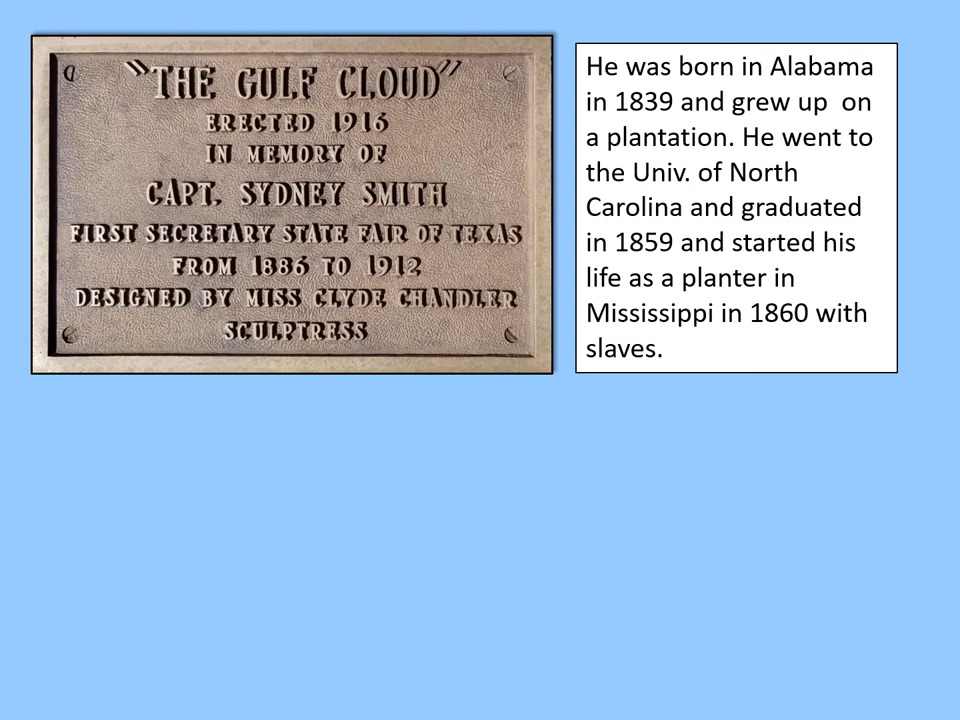 "THE GULF CLOUD"
ERECTED 1916
IN MEMORY OF
CAPT. SYDNEY SMITH
FIRST SECRETARY STATE FAIR OF TEXAS
FROM 1886 TO 1912
DESIGNED BY MISS CLYDE CHANDLER
SCULPTRESS
He was born in Alabama
in 1839 and grew up  on
a plantation. He went to
the Univ. of North
Carolina and graduated
in 1859 and started his
life as a planter in
Mississippi in 1860 with
slaves.